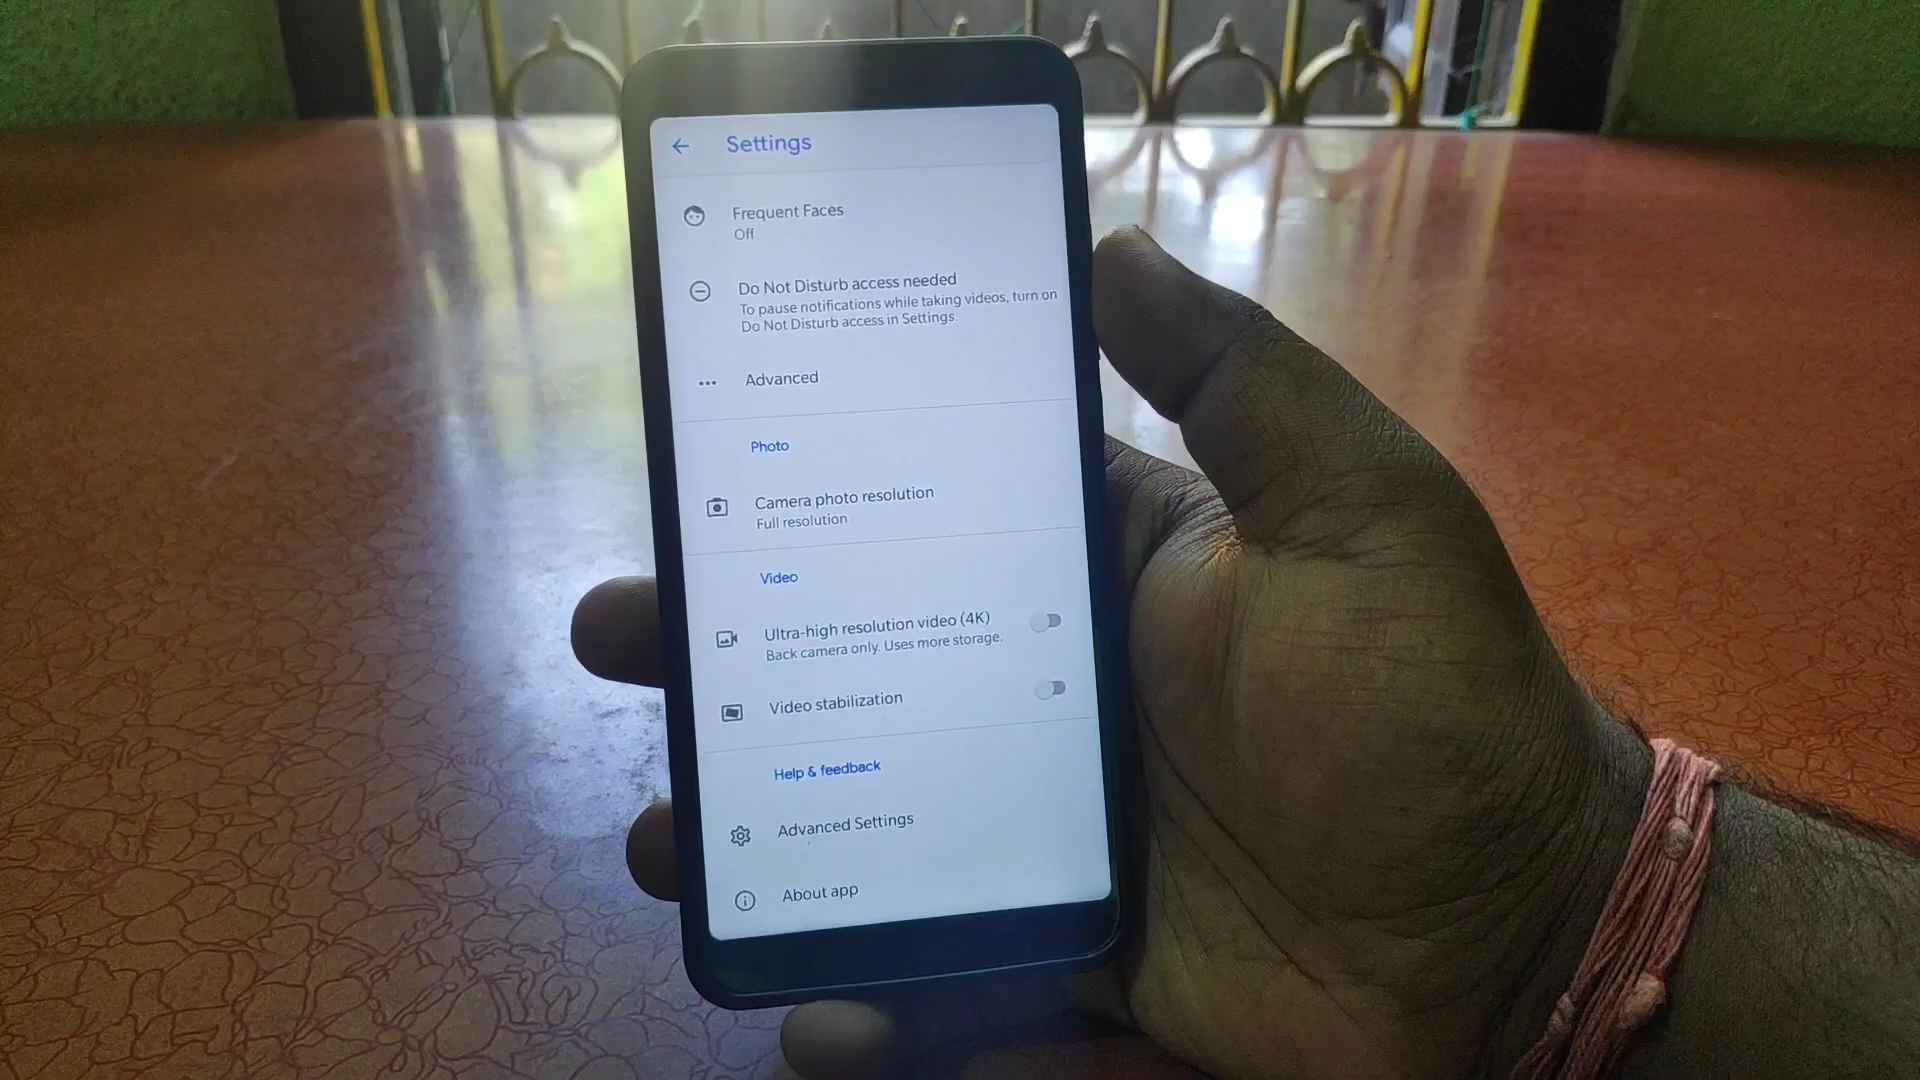 Settings
Frequent Faces
Off
Do Not Disturb access needed
To pause notifications while taking videos, turn on
Do Not Disturb access in Settings.
Advanced
Photo
Camera photo resolution
Full resolution
Video
Ultra-high resolution video (4K)
Back camera only. Uses more storage.
Video stabilization
Help & feedback
Advanced Settings
About app